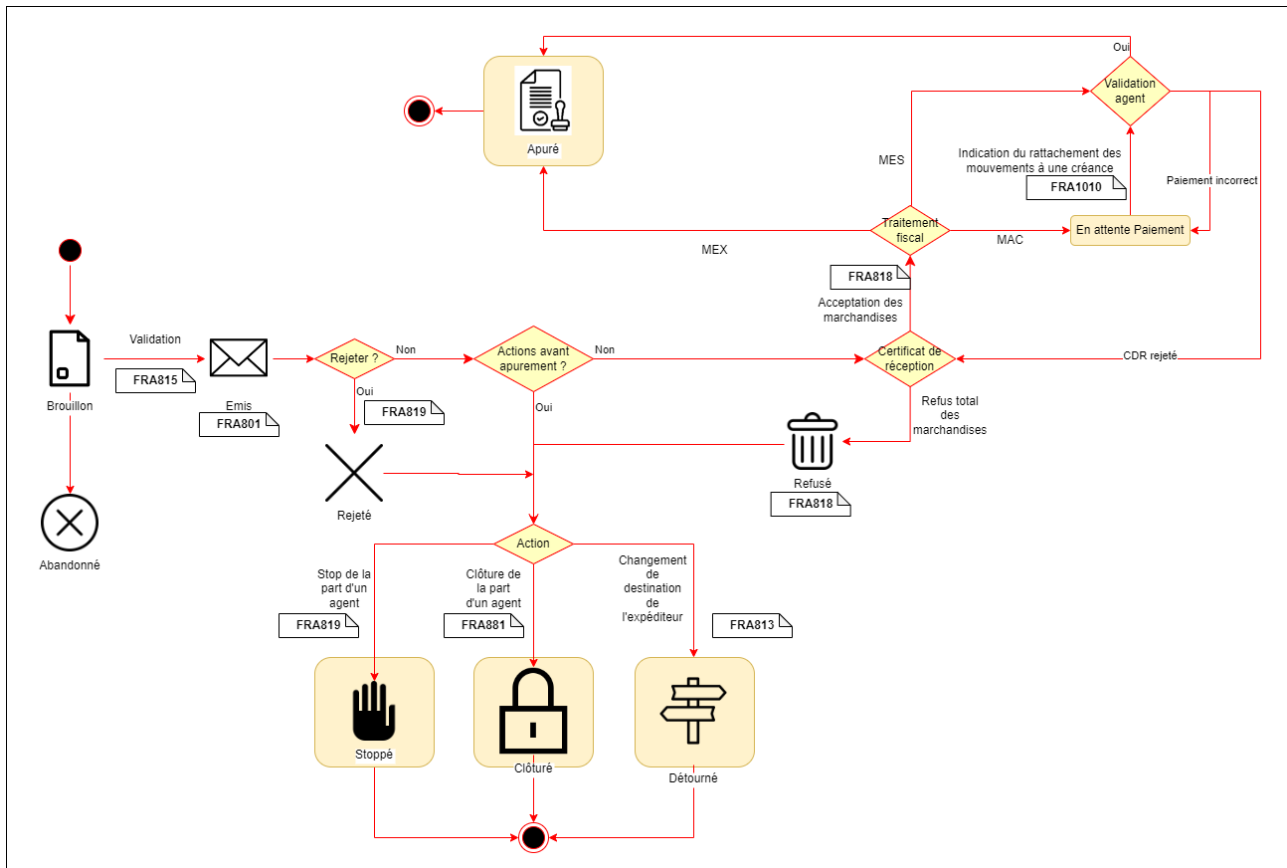 Oui
Validation
agent
Apuré
MES
Indication du rattachement des
mouvements à une créance
FRA1010
Paiement incorrect
Traitement
fiscal
En attente Paiement
MEX
MAC
FRA818
Acceptation des
marchandises
Validation
FRA815
Brouillon
Emis
FRA801
Rejeter ?
Non
Oui
FRA819
Rejeté
Actions avant
apurement ?
Non
Oui
Certificat de
réception
CDR rejeté
Refus total
des
marchandises
Refusé
FRA818
Abandonné
Action
Stop de la
part d'un
agent
FRA819
Clôture de
la part
d'un agent
FRA881
Changement
de
destination
de
l'expéditeur
FRA813
Stoppé
Clôturé
Détourné